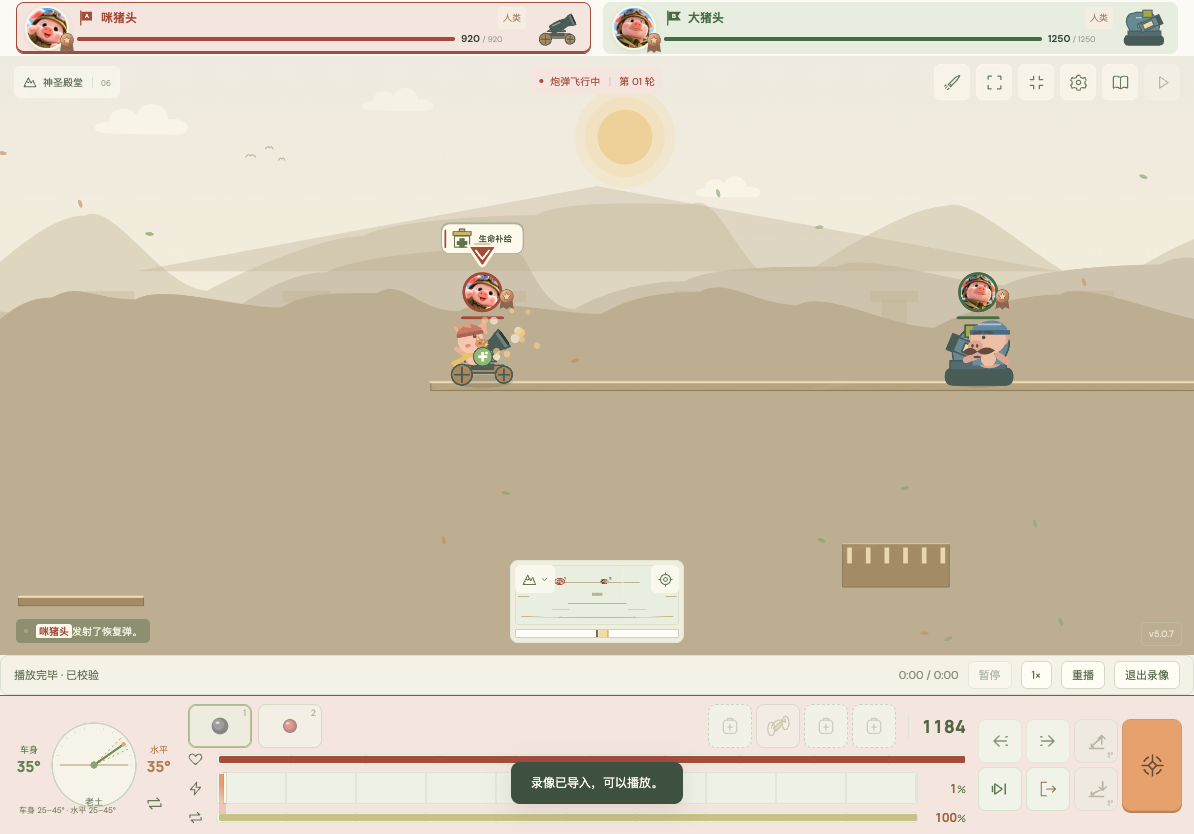 A 咪猪头 人类
920 / 920
B 大猪头 人类
1250 / 1250
神圣殿堂 06
炮弹飞行中 第 01 轮
生命补给
咪猪头 发射了恢复弹。
v5.0.7
播放完毕 · 已校验
0:00 / 0:00 暂停 1× 重播 退出录像
1 2
1184
车身 35°
水平 35°
老土
车身 25–45° · 水平 25–45°
1°
1°
录像已导入，可以播放。
1%
100%